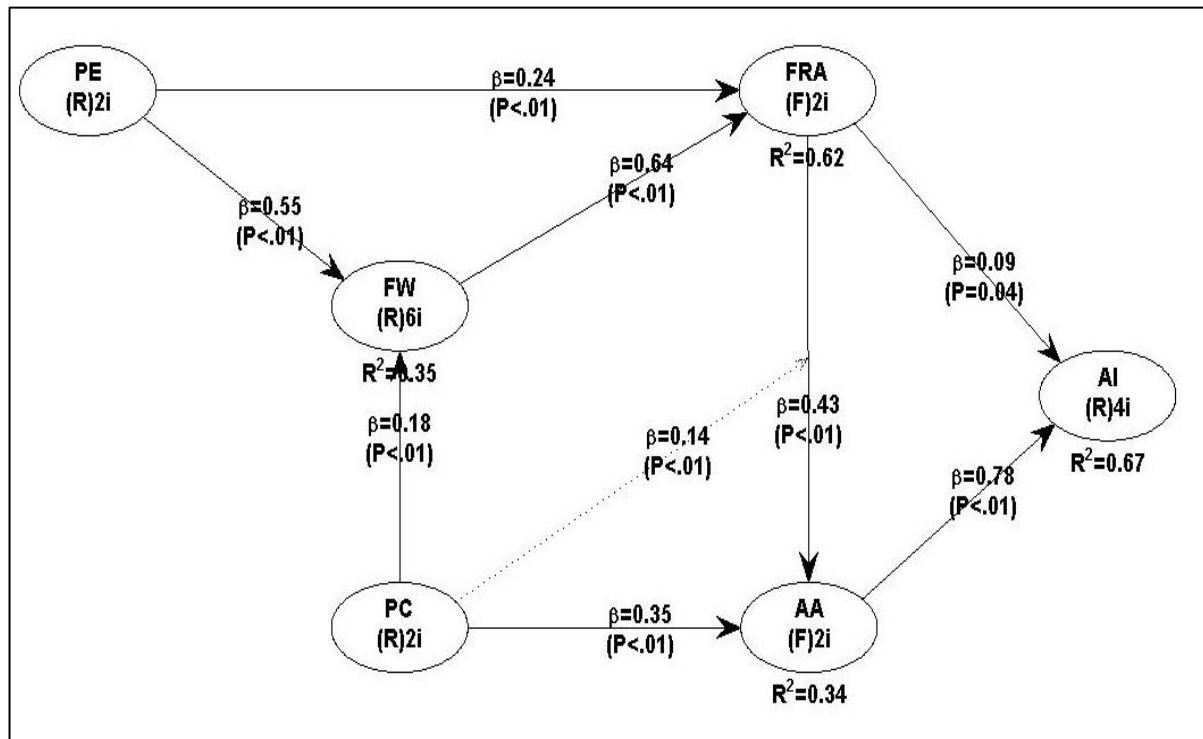 PE
(R)2i
β=0.24
(P<.01)
FRA
(F)2i
R²=0.62
β=0.64
(P<.01)
β=0.55
(P<.01)
FW
(R)6i
R²=0.35
β=0.09
(P=0.04)
AI
(R)4i
R²=0.67
β=0.18
(P<.01)
β=0.14
(P<.01)
β=0.43
(P<.01)
β=0.78
(P<.01)
PC
(R)2i
β=0.35
(P<.01)
AA
(F)2i
R²=0.34